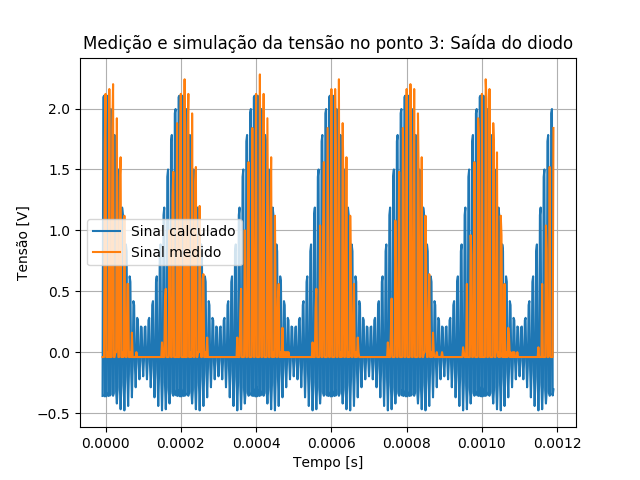 Medição e simulação da tensão no ponto 3: Saída do diodo
Tensão [V]
2.0
1.5
1.0
0.5
0.0
−0.5
Sinal calculado
Sinal medido
0.0000 0.0002 0.0004 0.0006 0.0008 0.0010 0.0012
Tempo [s]